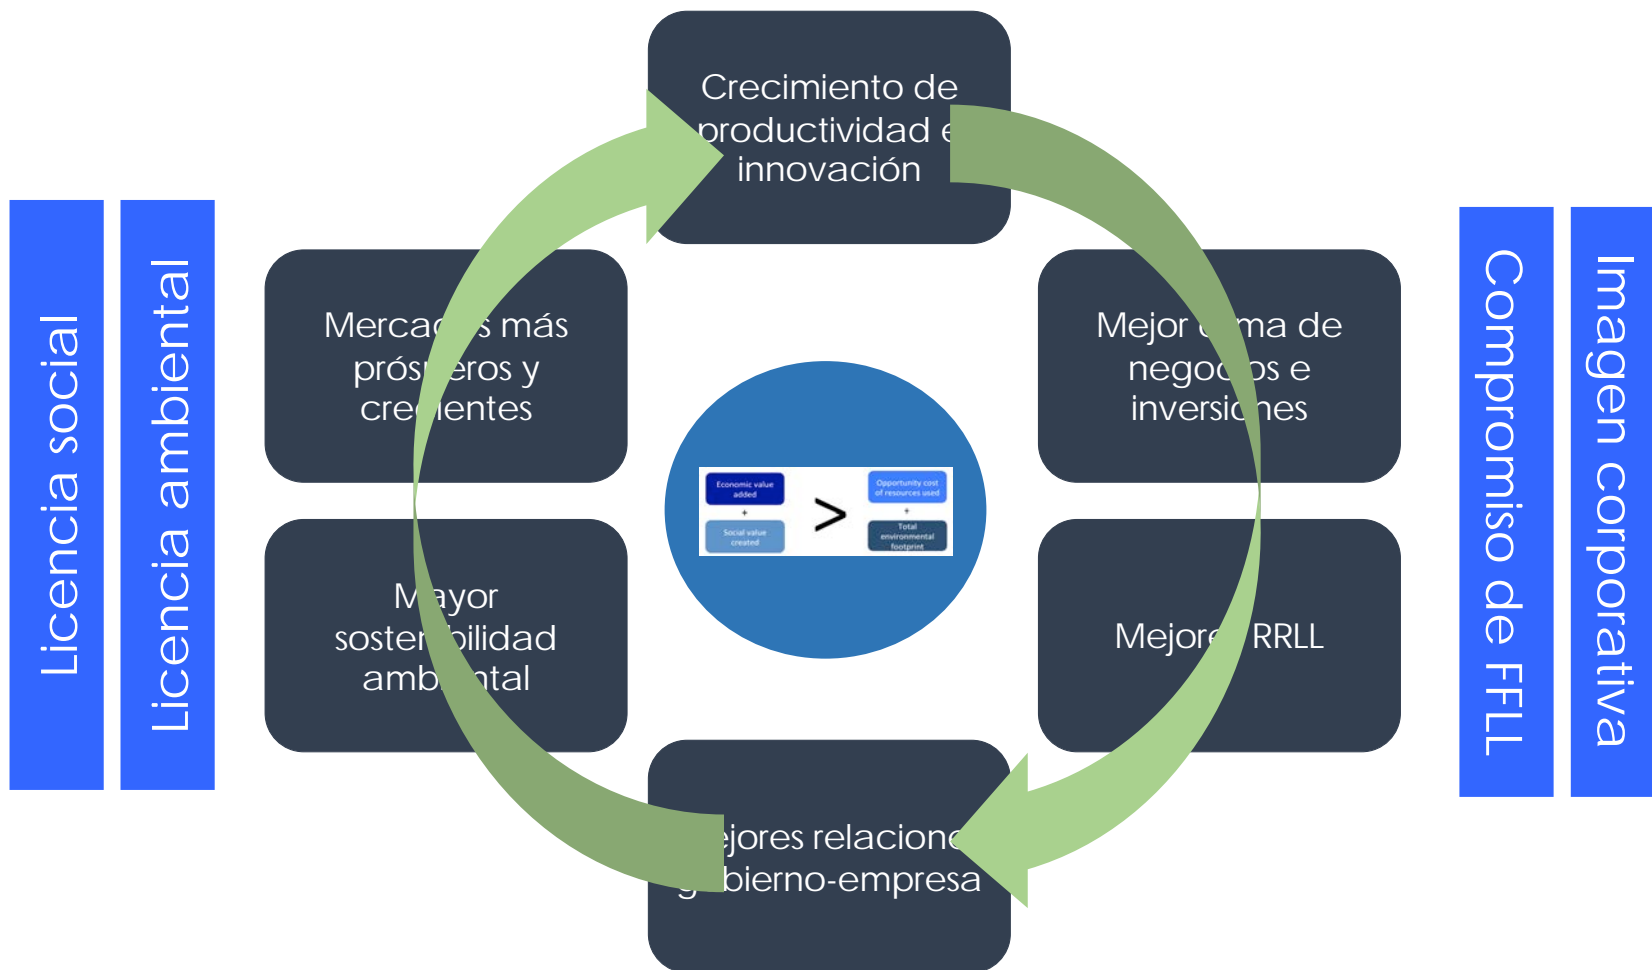 Licencia social
Licencia ambiental
Crecimiento de
productividad e
innovación
Mejor clima de
negocios e
inversiones
Mejores RRLL
Mejores relaciones
gobierno-empresa
Mayor
sostenibilidad
ambiental
Mercados más
prósperos y
crecientes
Economic value
added
+
Social value
created
>
Opportunity cost
of resources used
+
Total
environmental
footprint
Compromiso de FFLL
Imagen corporativa